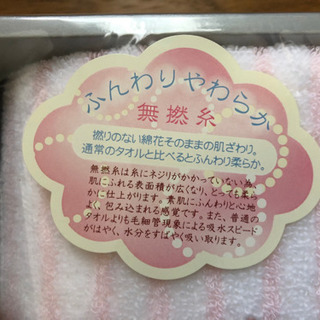 ふんわりやわらか
無撚糸
撚りのない綿花そのままの肌ざわり。
通常のタオルと比べるとふんわり柔らか。
無撚糸は糸にネジリがかかっていない為、
肌にふれる表面積が広くなり、とっても柔ら
かに仕上がります。素肌にふんわりと心地
よく包み込まれる感覚です。また、普通の
タオルよりも毛細管現象による吸水スピード
がはやく、水分をすばやく吸い取ります。